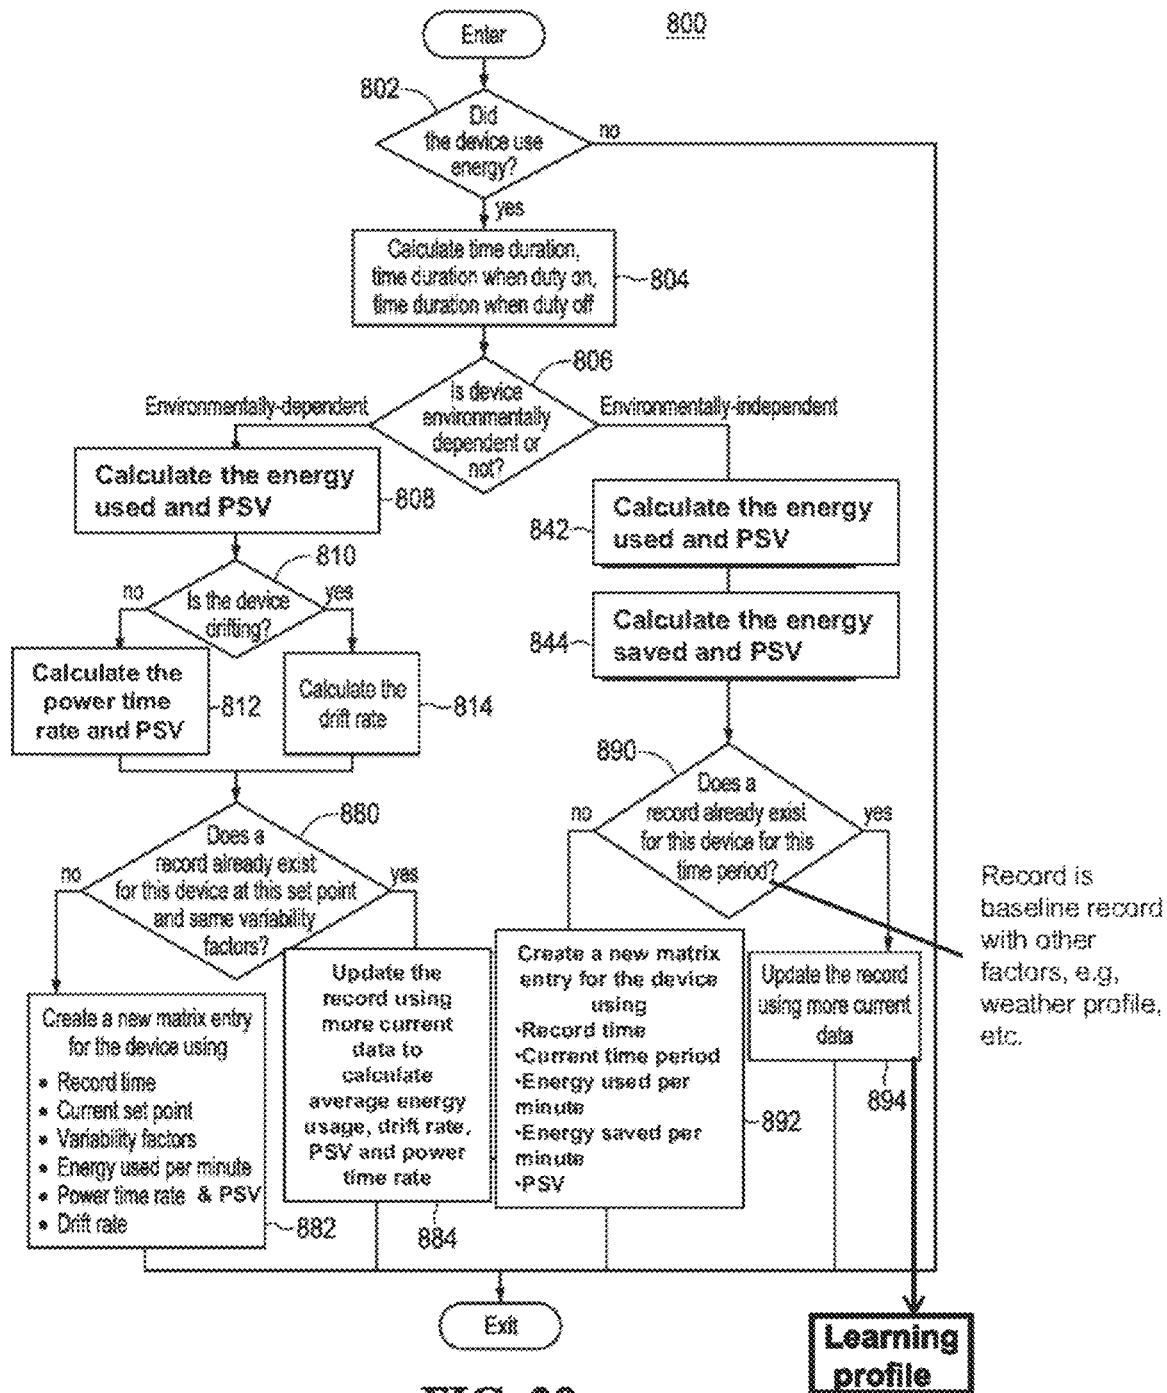 800
Enter
802
Did
the device use
energy?
no
yes
Calculate time duration,
time duration when duty on,
time duration when duty off
804
806
Is device
environmentally
dependent or
not?
Environmentally-dependent
Environmentally-independent
Calculate the energy
used and PSV
808
842
Calculate the energy
used and PSV
810
Is the device
drifting?
no
yes
844
Calculate the energy
saved and PSV
Calculate the
power time
rate and PSV
812
Calculate the
drift rate
814
890
Does a
record already exist
for this device for this
time period?
no
yes
880
Does a
record already exist
for this device at this set point
and same variability
factors?
no
yes
Record is
baseline record
with other
factors, e.g,
weather profile,
etc.
Create a new matrix entry
for the device using
• Record time
• Current set point
• Variability factors
• Energy used per minute
• Power time rate & PSV
• Drift rate
882
Update the
record using
more current
data to
calculate
average energy
usage, drift rate,
PSV and power
time rate
884
Create a new matrix
entry for the device
using
•Record time
•Current time period
•Energy used per
minute
•Energy saved per
minute
•PSV
892
Update the record
using more current
data
894
Exit
Learning
profile